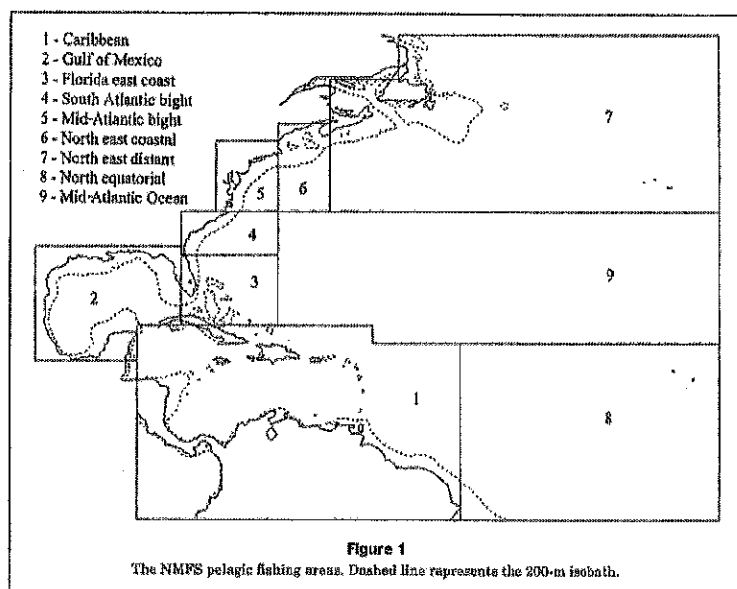 1 - Caribbean
2 - Gulf of Mexico
3 - Florida east coast
4 - South Atlantic bight
5 - Mid-Atlantic bight
6 - North east coastal
7 - North east distant
8 - North equatorial
9 - Mid-Atlantic Ocean
7
5
6
4
3
2
9
1
8
Figure 1
The NMFS pelagic fishing areas. Dashed line represents the 200-m isobath.